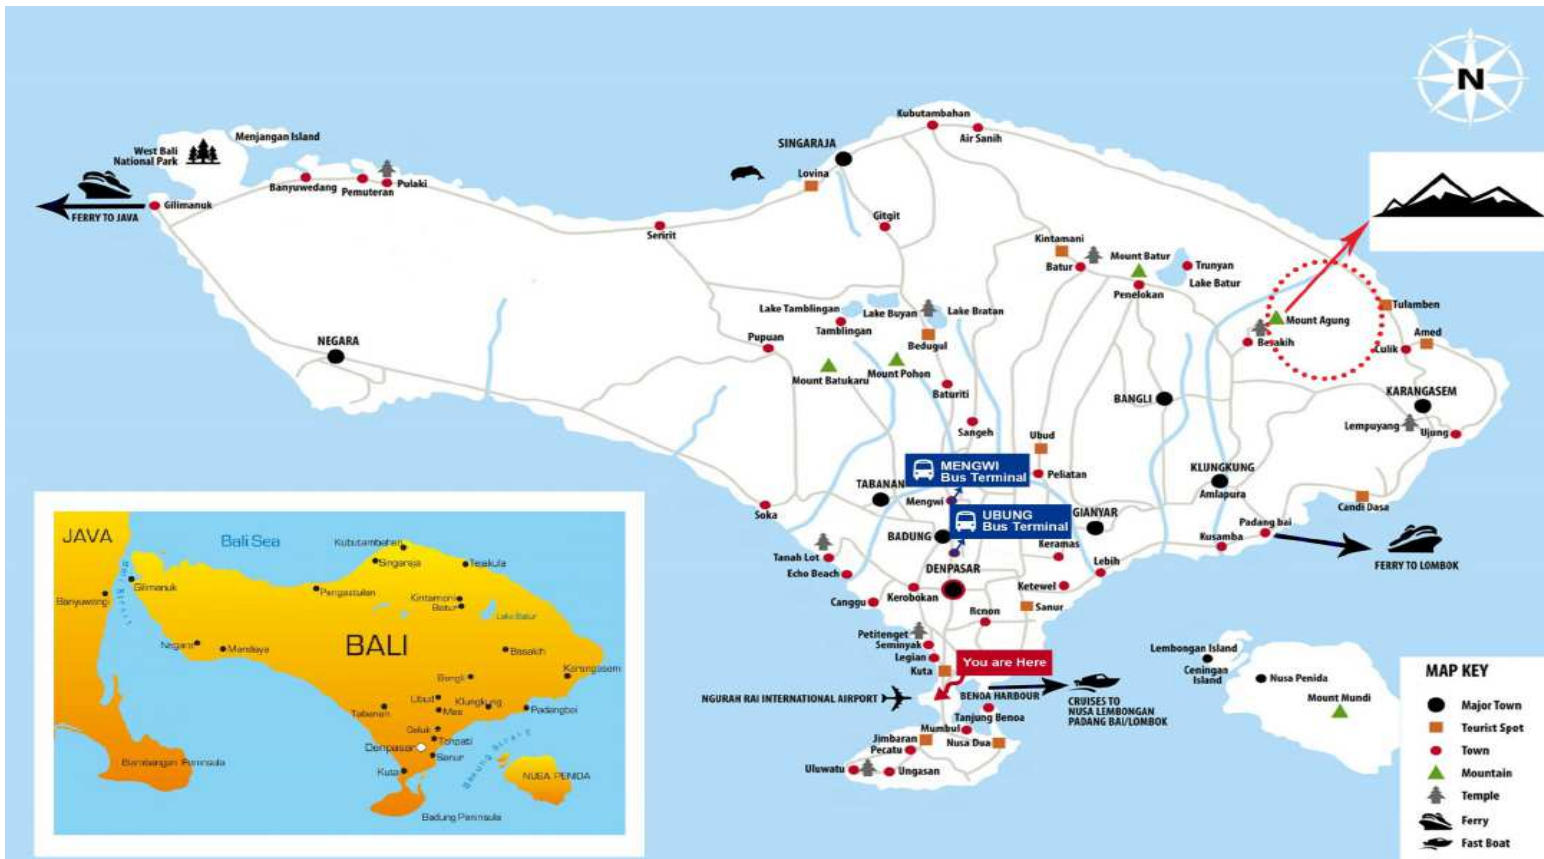 N
Kubutambahan
Air Sanih
Menjangan Island
West Bali
National Park
SINGARAJA
Lovina
Banyuwedang
Pemuteran
Pulaki
Gilimanuk
FERRY TO JAVA
Seririt
Gitgit
Kintamani
Batur
Mount Batur
Penelokan
Trunyan
Lake Batur
Lake Tamblingan
Tamblingan
Lake Buyan
Lake Bratan
Bedugul
Mount Agung
Besakih
Tulamben
Amed
Culik
NEGARA
Pupuan
Mount Batukaru
Mount Pohon
Baturiti
BANGLI
KARANGASEM
Lempuyang
Ujung
Sangeh
Ubud
Peliatan
MENGWI
Bus Terminal
TABANAN
Mengwi
KLUNGKUNG
Amlapura
Candi Dasa
Soka
UBUNG
Bus Terminal
GIANYAR
BADUNG
Keramas
Padang bai
Kusamba
FERRY TO LOMBOK
Tanah Lot
Echo Beach
DENPASAR
Lebih
Ketewel
Canggu
Kerobokan
Sanur
Renon
Petitenget
Seminyak
Legian
Kuta
You are Here
NGURAH RAI INTERNATIONAL AIRPORT
BENOA HARBOUR
CRUISES TO
NUSA LEMBONGAN
PADANG BAI/LOMBOK
Tanjung Benoa
Mumbul
Nusa Dua
Jimbaran
Pecatu
Uluwatu
Ungasan
Lembongan Island
Ceningan
Island
Nusa Penida
Mount Mundi
MAP KEY
Major Town
Tourist Spot
Town
Mountain
Temple
Ferry
Fast Boat
JAVA
Bali Sea
Kubutambahan
Singaraja
Tejakula
Gilimanuk
Banyuwangi
Bali Strait
Pengastulan
Kintamani
Batur
Lake Batur
BALI
Negara
Mendaya
Besakih
Karangasem
Bangli
Ubud
Klungkung
Mas
Padangbai
Tabanan
Celuk
Tohpati
Denpasar
Sanur
Kuta
Badung Strait
NUSA PENIDA
Blambangan Peninsula
Badung Peninsula